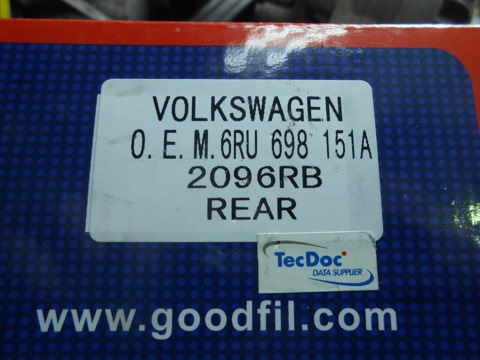 VOLKSWAGEN
O. E. M. 6RU 698 151A
2096RB
REAR
TecDoc
DATA SUPPLIER
www.goodfil.com